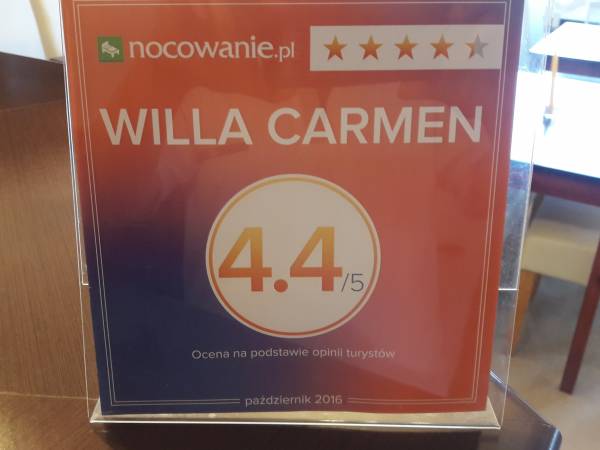 nocowanie.pl
WILLA CARMEN
4.4/5
Ocena na podstawie opinii turystów
październik 2016